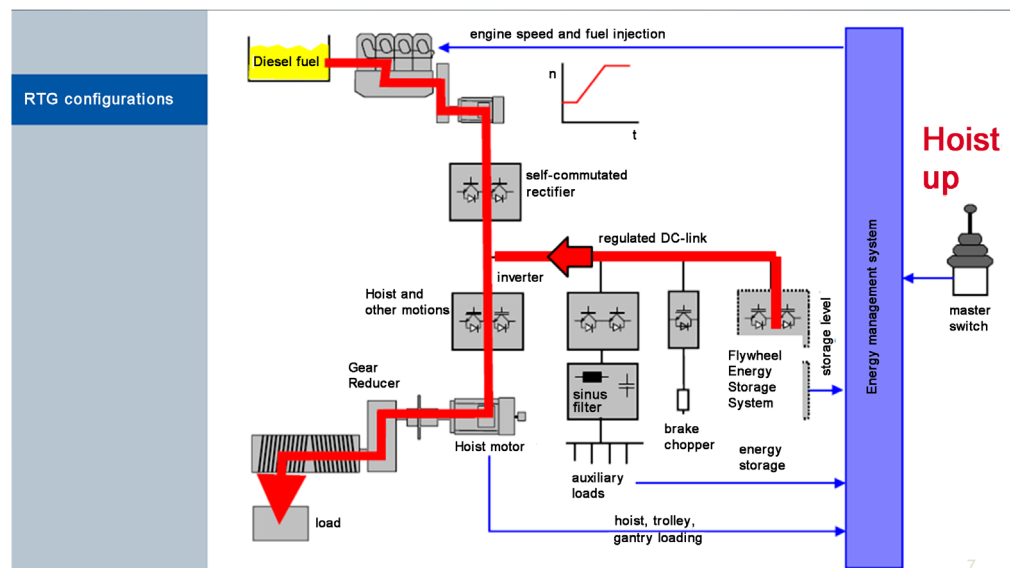 RTG configurations
Diesel fuel
engine speed and fuel injection
n
t
self-commutated
rectifier
Hoist
up
regulated DC-link
inverter
Hoist and
other motions
storage level
Energy management system
master
switch
Flywheel
Energy
Storage
System
Gear
Reducer
sinus
filter
brake
chopper
Hoist motor
energy
storage
auxiliary
loads
load
hoist, trolley,
gantry loading
7